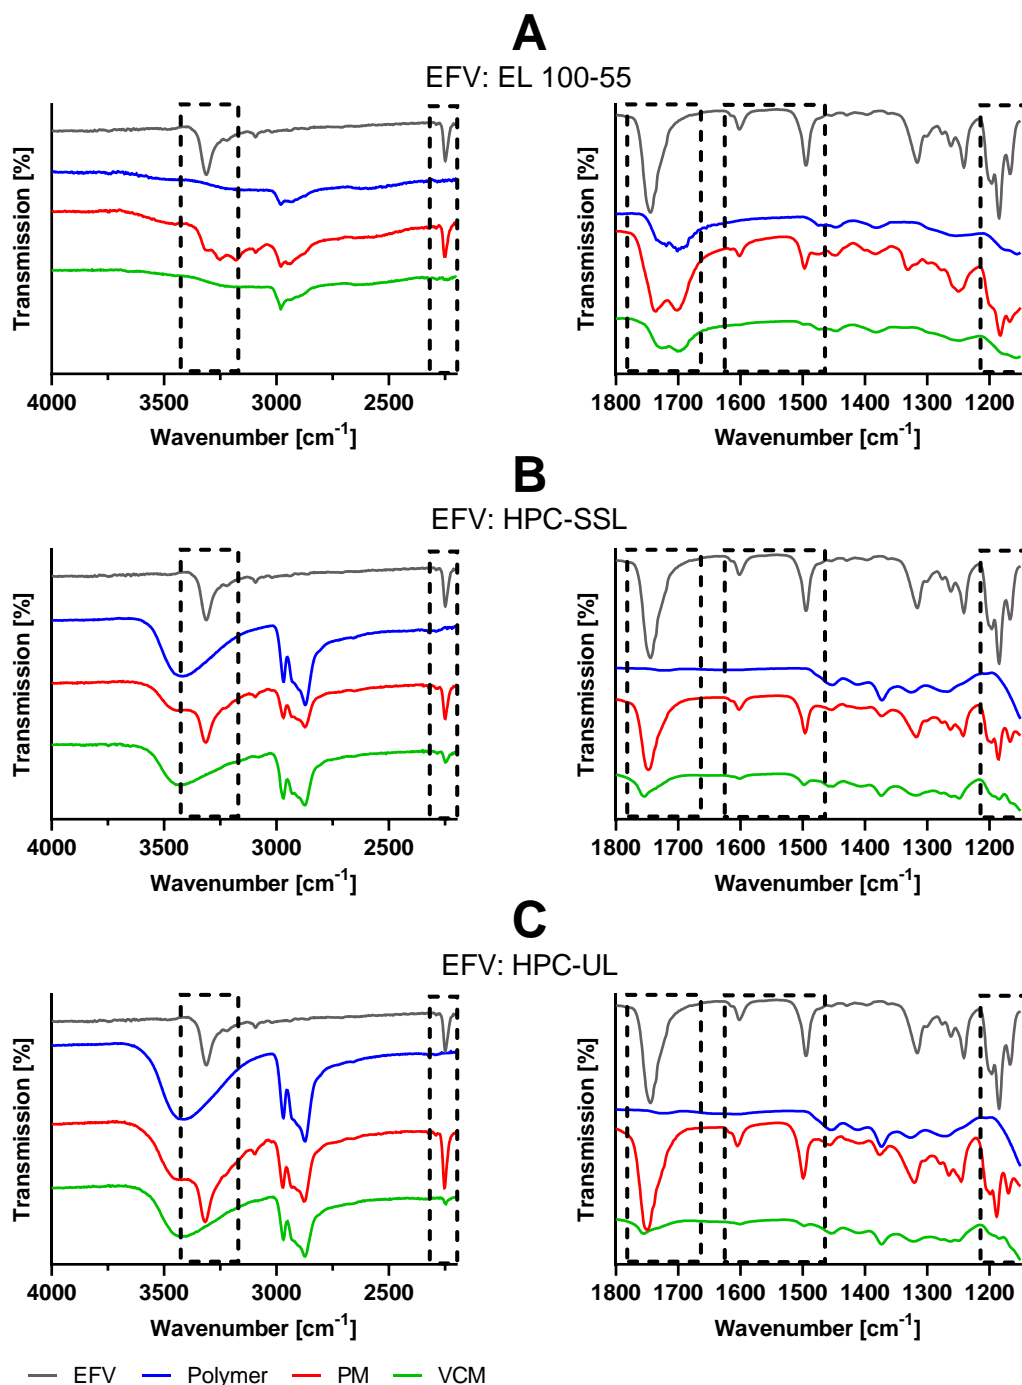 A
EFV: EL 100-55
Transmission [%]
4000 3500 3000 2500
Wavenumber [cm-1]
Transmission [%]
1800 1700 1600 1500 1400 1300 1200
Wavenumber [cm-1]
B
EFV: HPC-SSL
Transmission [%]
4000 3500 3000 2500
Wavenumber [cm-1]
Transmission [%]
1800 1700 1600 1500 1400 1300 1200
Wavenumber [cm-1]
C
EFV: HPC-UL
Transmission [%]
4000 3500 3000 2500
Wavenumber [cm-1]
Transmission [%]
1800 1700 1600 1500 1400 1300 1200
Wavenumber [cm-1]
EFV Polymer PM VCM